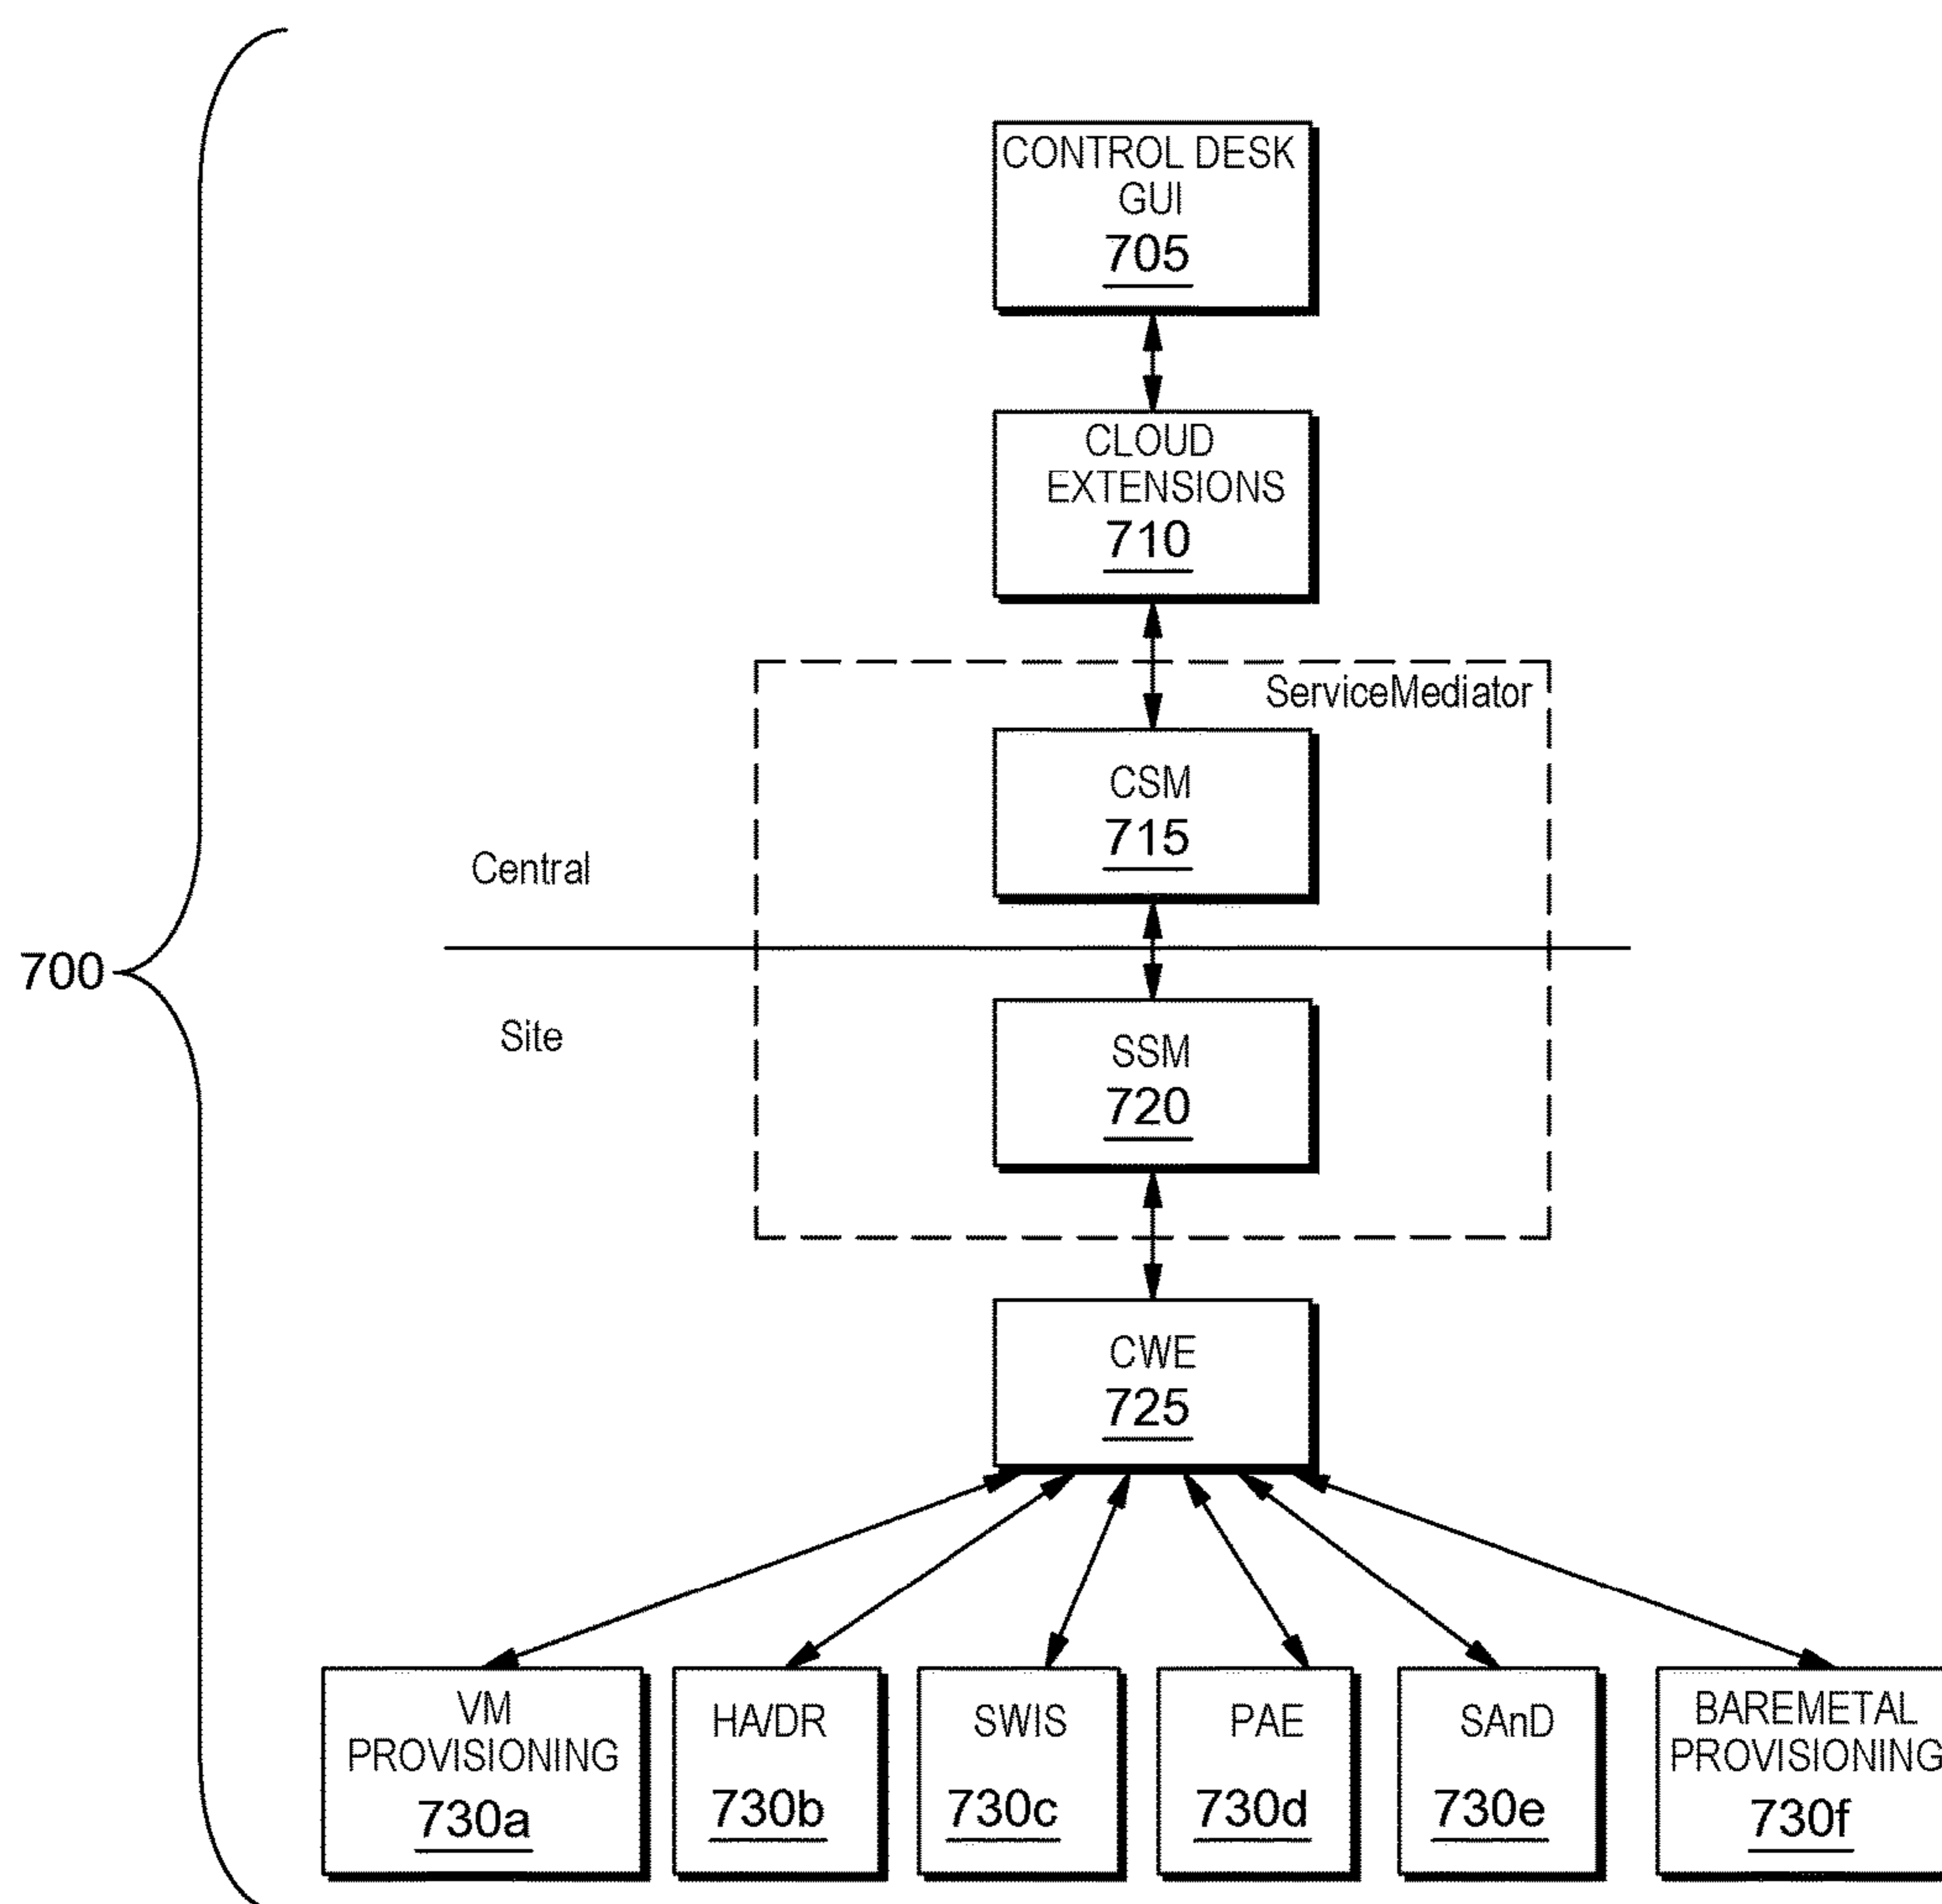 CONTROL DESK
GUI
705
CLOUD
EXTENSIONS
710
ServiceMediator
CSM
715
Central
700
Site
SSM
720
CWE
725
VM
PROVISIONING
730a
HA/DR
730b
SWIS
730c
PAE
730d
SAnD
730e
BAREMETAL
PROVISIONING
730f